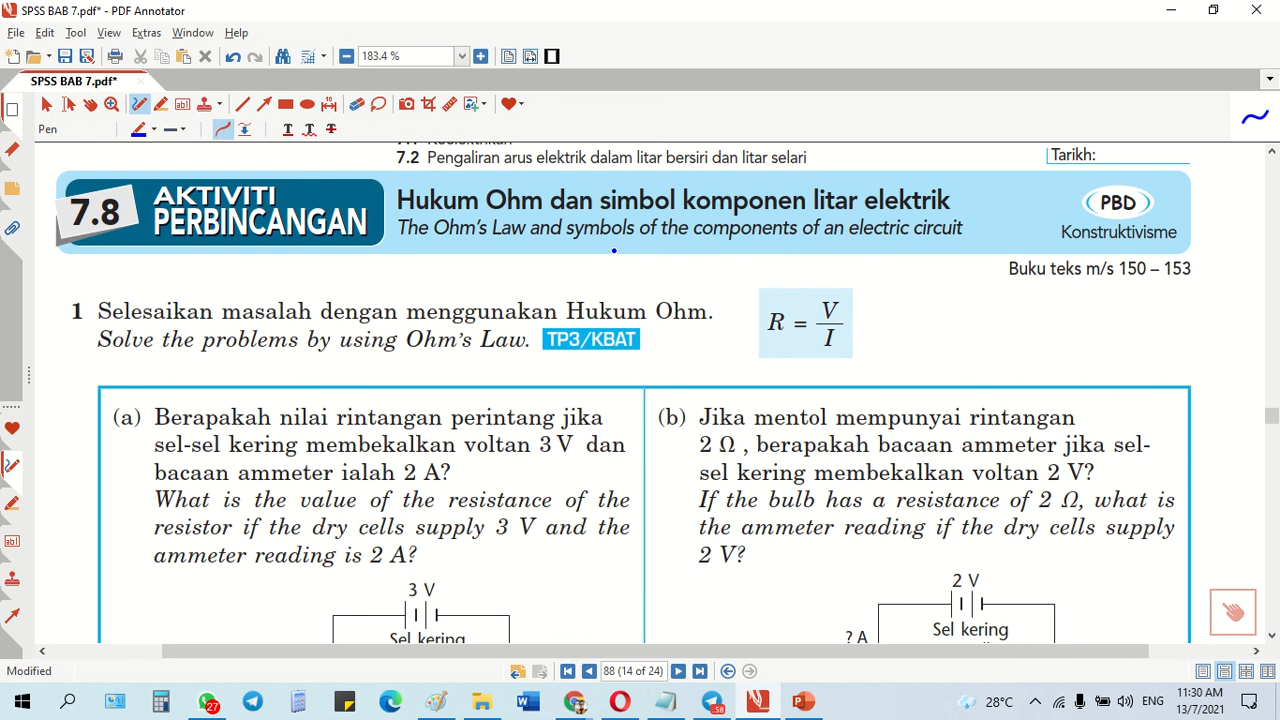 SPSS BAB 7.pdf* - PDF Annotator
File Edit Tool View Extras Window Help
183.4 %
SPSS BAB 7.pdf*
Pen
7.2 Pengaliran arus elektrik dalam litar bersiri dan litar selari
Tarikh:
7.8 AKTIVITI PERBINCANGAN
Hukum Ohm dan simbol komponen litar elektrik
The Ohm's Law and symbols of the components of an electric circuit
PBD
Konstruktivisme
Buku teks m/s 150 – 153
1 Selesaikan masalah dengan menggunakan Hukum Ohm.
Solve the problems by using Ohm's Law. TP3/KBAT
R = V / I
(a) Berapakah nilai rintangan perintang jika
sel-sel kering membekalkan voltan 3 V dan
bacaan ammeter ialah 2 A?
What is the value of the resistance of the
resistor if the dry cells supply 3 V and the
ammeter reading is 2 A?
3 V
Sel kering
(b) Jika mentol mempunyai rintangan
2 Ω , berapakah bacaan ammeter jika sel-
sel kering membekalkan voltan 2 V?
If the bulb has a resistance of 2 Ω, what is
the ammeter reading if the dry cells supply
2 V?
2 V
? A
Sel kering
Modified
88 (14 of 24)
27
58
28°C
ENG
11:30 AM
13/7/2021